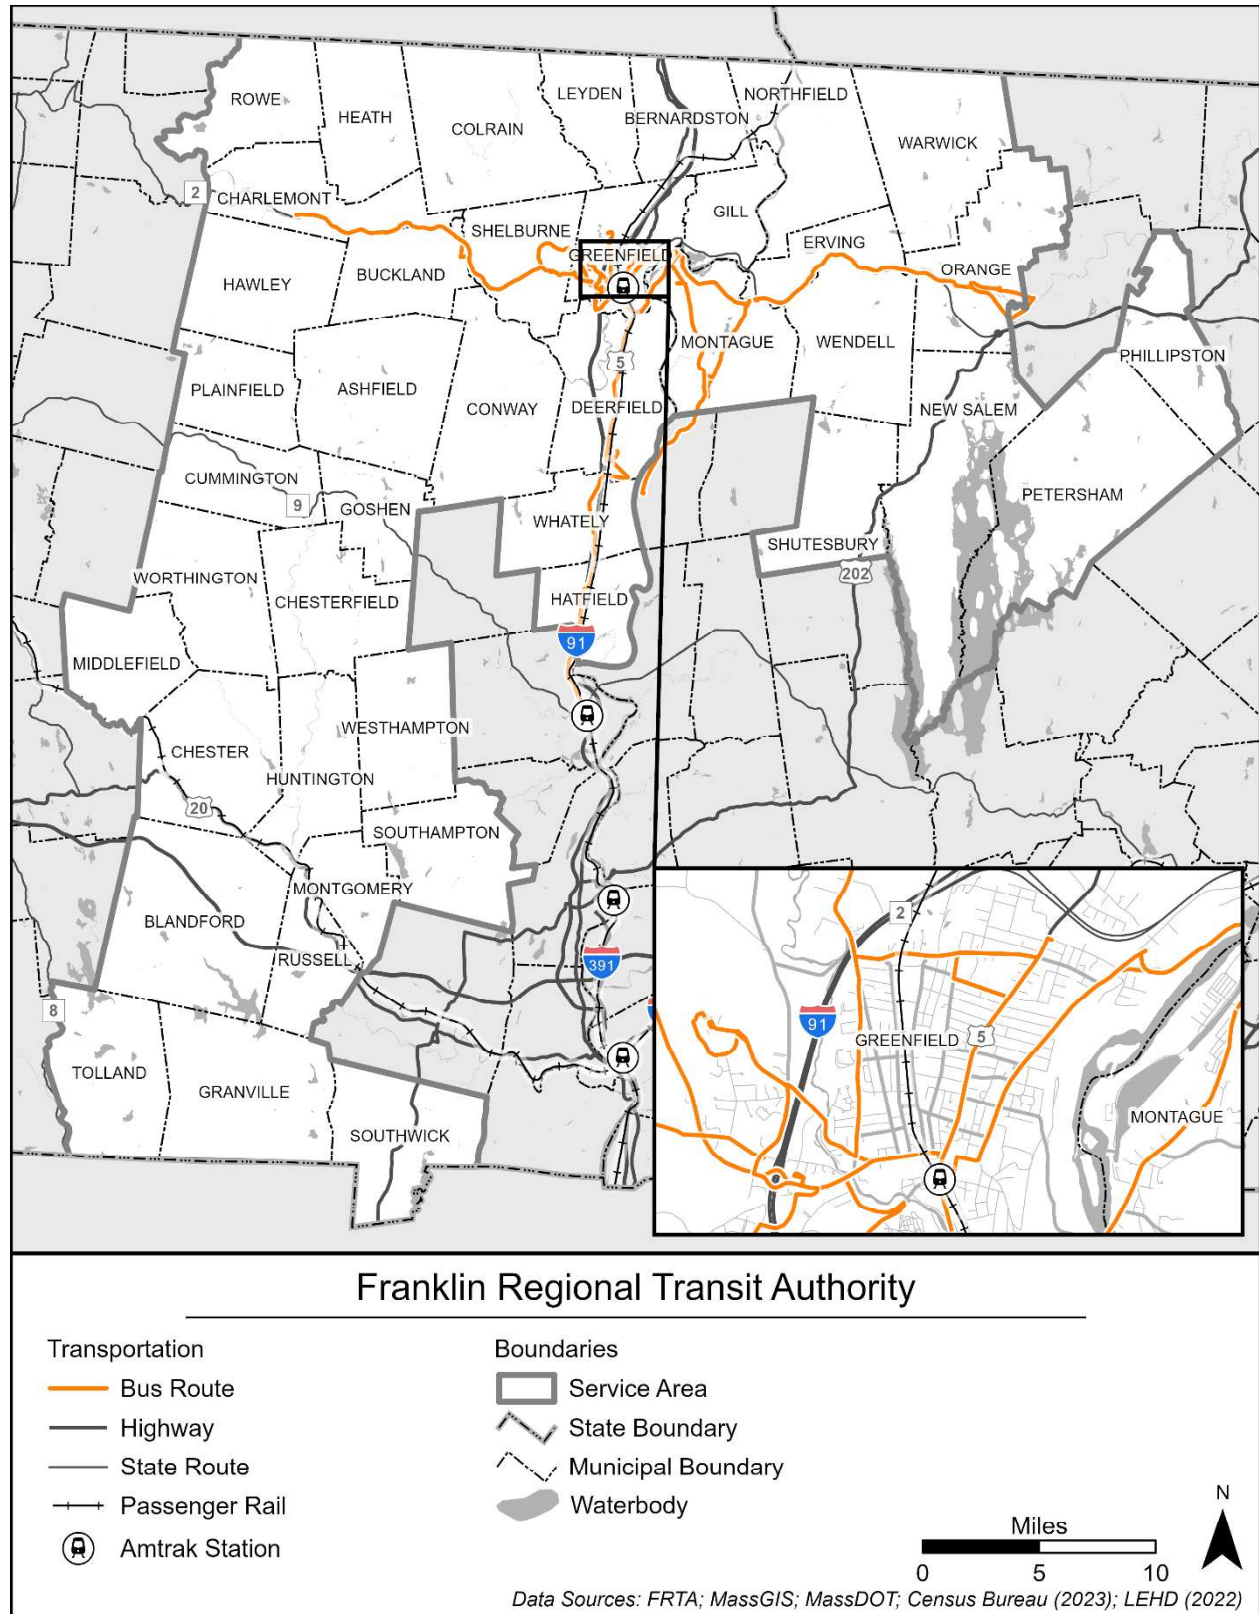 ROWE
HEATH
COLRAIN
LEYDEN
BERNARDSTON
NORTHFIELD
WARWICK
2
CHARLEMONT
SHELBURNE
GILL
GREENFIELD
ERVING
ORANGE
HAWLEY
BUCKLAND
MONTAGUE
WENDELL
PHILLIPSTON
5
PLAINFIELD
ASHFIELD
CONWAY
DEERFIELD
NEW SALEM
CUMMINGTON
9
GOSHEN
WHATELY
PETERSHAM
SHUTESBURY
202
WORTHINGTON
CHESTERFIELD
HATFIELD
91
MIDDLEFIELD
WESTHAMPTON
CHESTER
HUNTINGTON
20
SOUTHAMPTON
MONTGOMERY
BLANDFORD
RUSSELL
391
8
TOLLAND
GRANVILLE
SOUTHWICK
2
91
GREENFIELD
5
MONTAGUE
Franklin Regional Transit Authority
Transportation
Bus Route
Highway
State Route
Passenger Rail
Amtrak Station
Boundaries
Service Area
State Boundary
Municipal Boundary
Waterbody
N
Miles
0 5 10
Data Sources: FRTA; MassGIS; MassDOT; Census Bureau (2023); LEHD (2022)